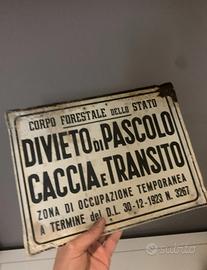 CORPO FORESTALE DELLO STATO
DIVIETO DI PASCOLO
CACCIA E TRANSITO
ZONA DI OCCUPAZIONE TEMPORANEA
A TERMINE del D.L. 30-12-1923 N. 3267
subito